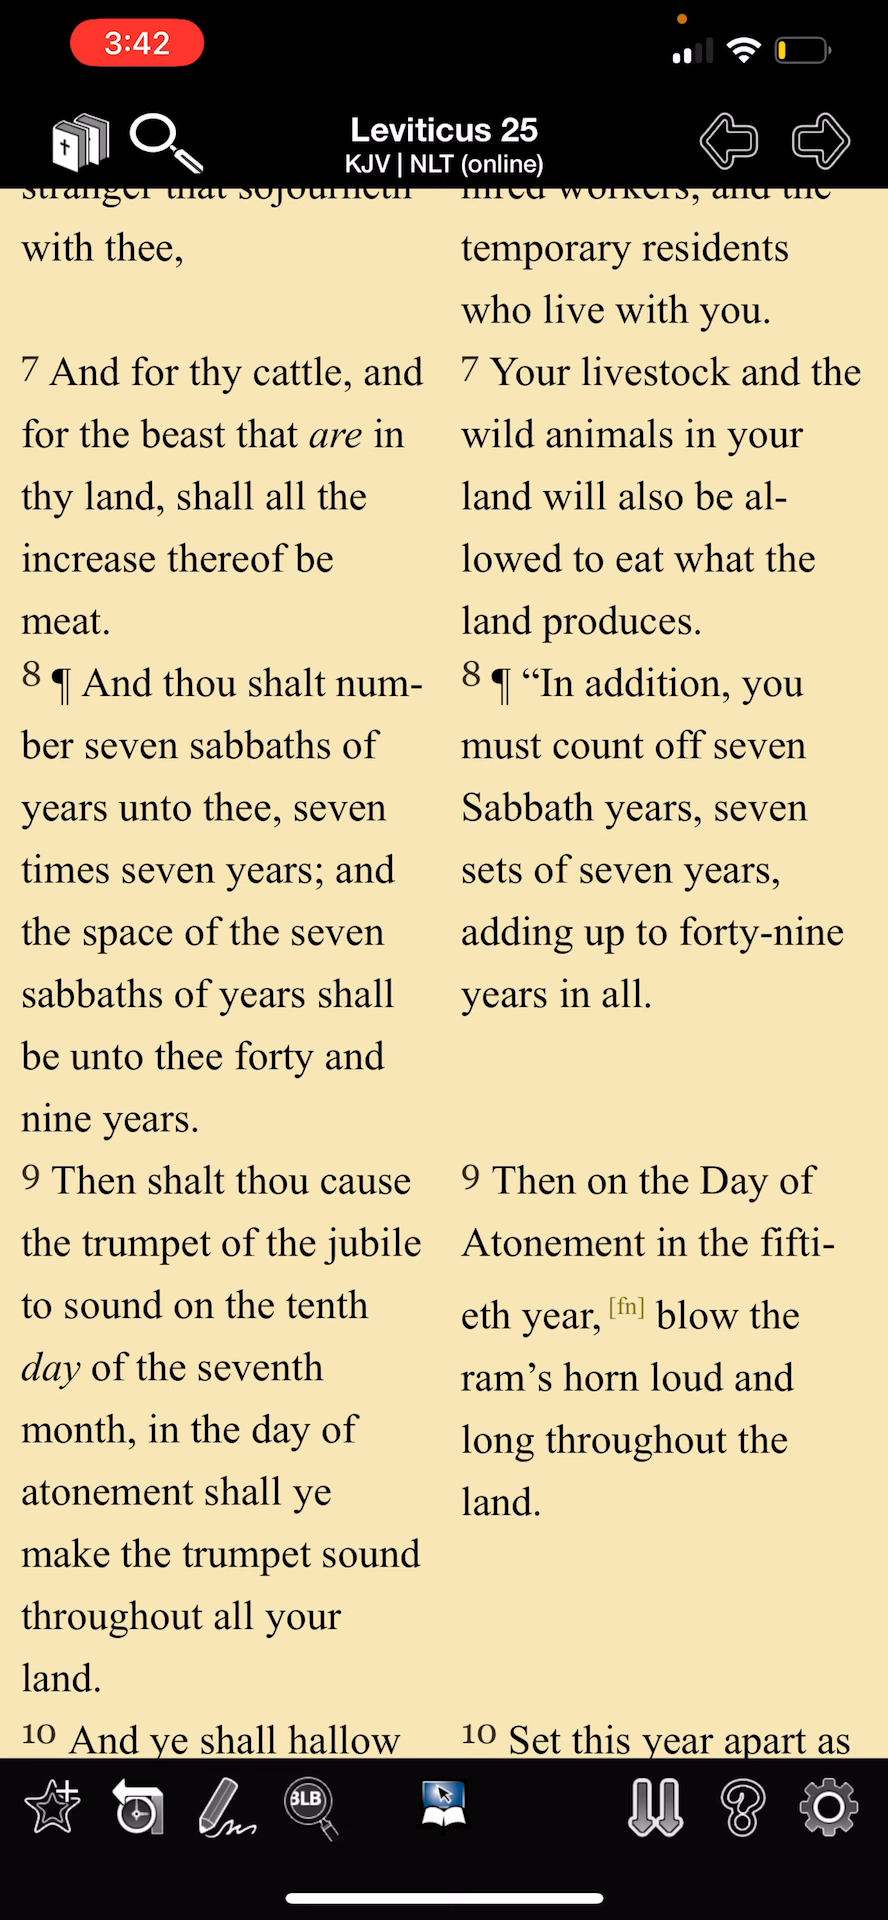 3:42
Leviticus 25
KJV | NLT (online)
stranger that sojourneth
with thee,
7 And for thy cattle, and
for the beast that are in
thy land, shall all the
increase thereof be
meat.
8 ¶ And thou shalt num-
ber seven sabbaths of
years unto thee, seven
times seven years; and
the space of the seven
sabbaths of years shall
be unto thee forty and
nine years.
9 Then shalt thou cause
the trumpet of the jubile
to sound on the tenth
day of the seventh
month, in the day of
atonement shall ye
make the trumpet sound
throughout all your
land.
10 And ye shall hallow
hired workers, and the
temporary residents
who live with you.
7 Your livestock and the
wild animals in your
land will also be al-
lowed to eat what the
land produces.
8 ¶ “In addition, you
must count off seven
Sabbath years, seven
sets of seven years,
adding up to forty-nine
years in all.
9 Then on the Day of
Atonement in the fifti-
eth year, [fn] blow the
ram’s horn loud and
long throughout the
land.
10 Set this year apart as
BLB